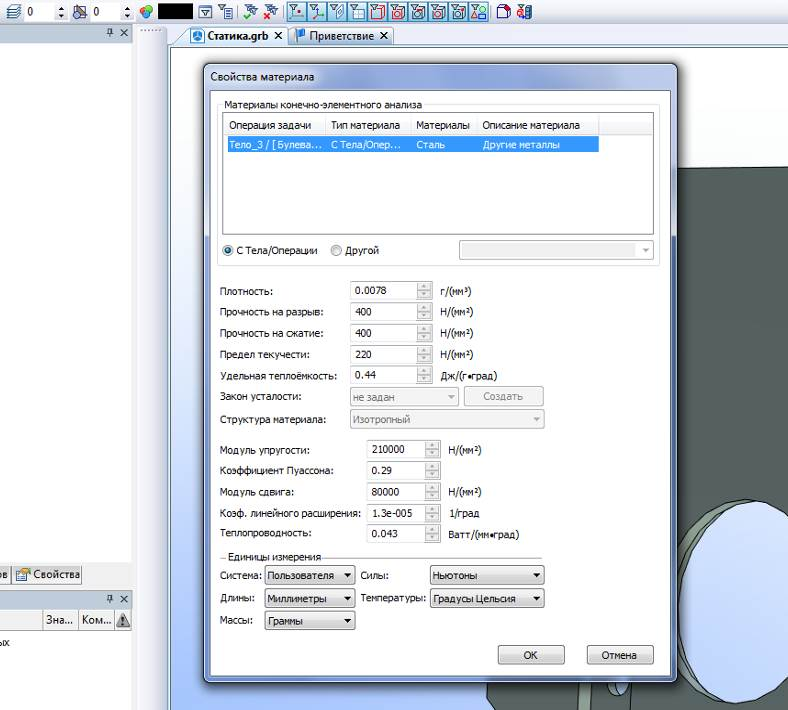 0 0
Статика.grb Приветствие
Свойства материала
Материалы конечно-элементного анализа
Операция задачи Тип материала Материалы Описание материала
Тело_3 / [ Булева... С Тела/Опер... Сталь Другие металлы
С Тела/Операции Другой
Плотность: 0.0078 г/(мм³)
Прочность на разрыв: 400 Н/(мм²)
Прочность на сжатие: 400 Н/(мм²)
Предел текучести: 220 Н/(мм²)
Удельная теплоёмкость: 0.44 Дж/(г•град)
Закон усталости: не задан Создать
Структура материала: Изотропный
Модуль упругости: 210000 Н/(мм²)
Коэффициент Пуассона: 0.29
Модуль сдвига: 80000 Н/(мм²)
Коэф. линейного расширения: 1.3e-005 1/град
Теплопроводность: 0.043 Ватт/(мм•град)
Единицы измерения
Система: Пользователя Силы: Ньютоны
Длины: Миллиметры Температуры: Градусы Цельсия
Массы: Граммы
ОК Отмена
ов Свойства
Зна... Ком...
ых